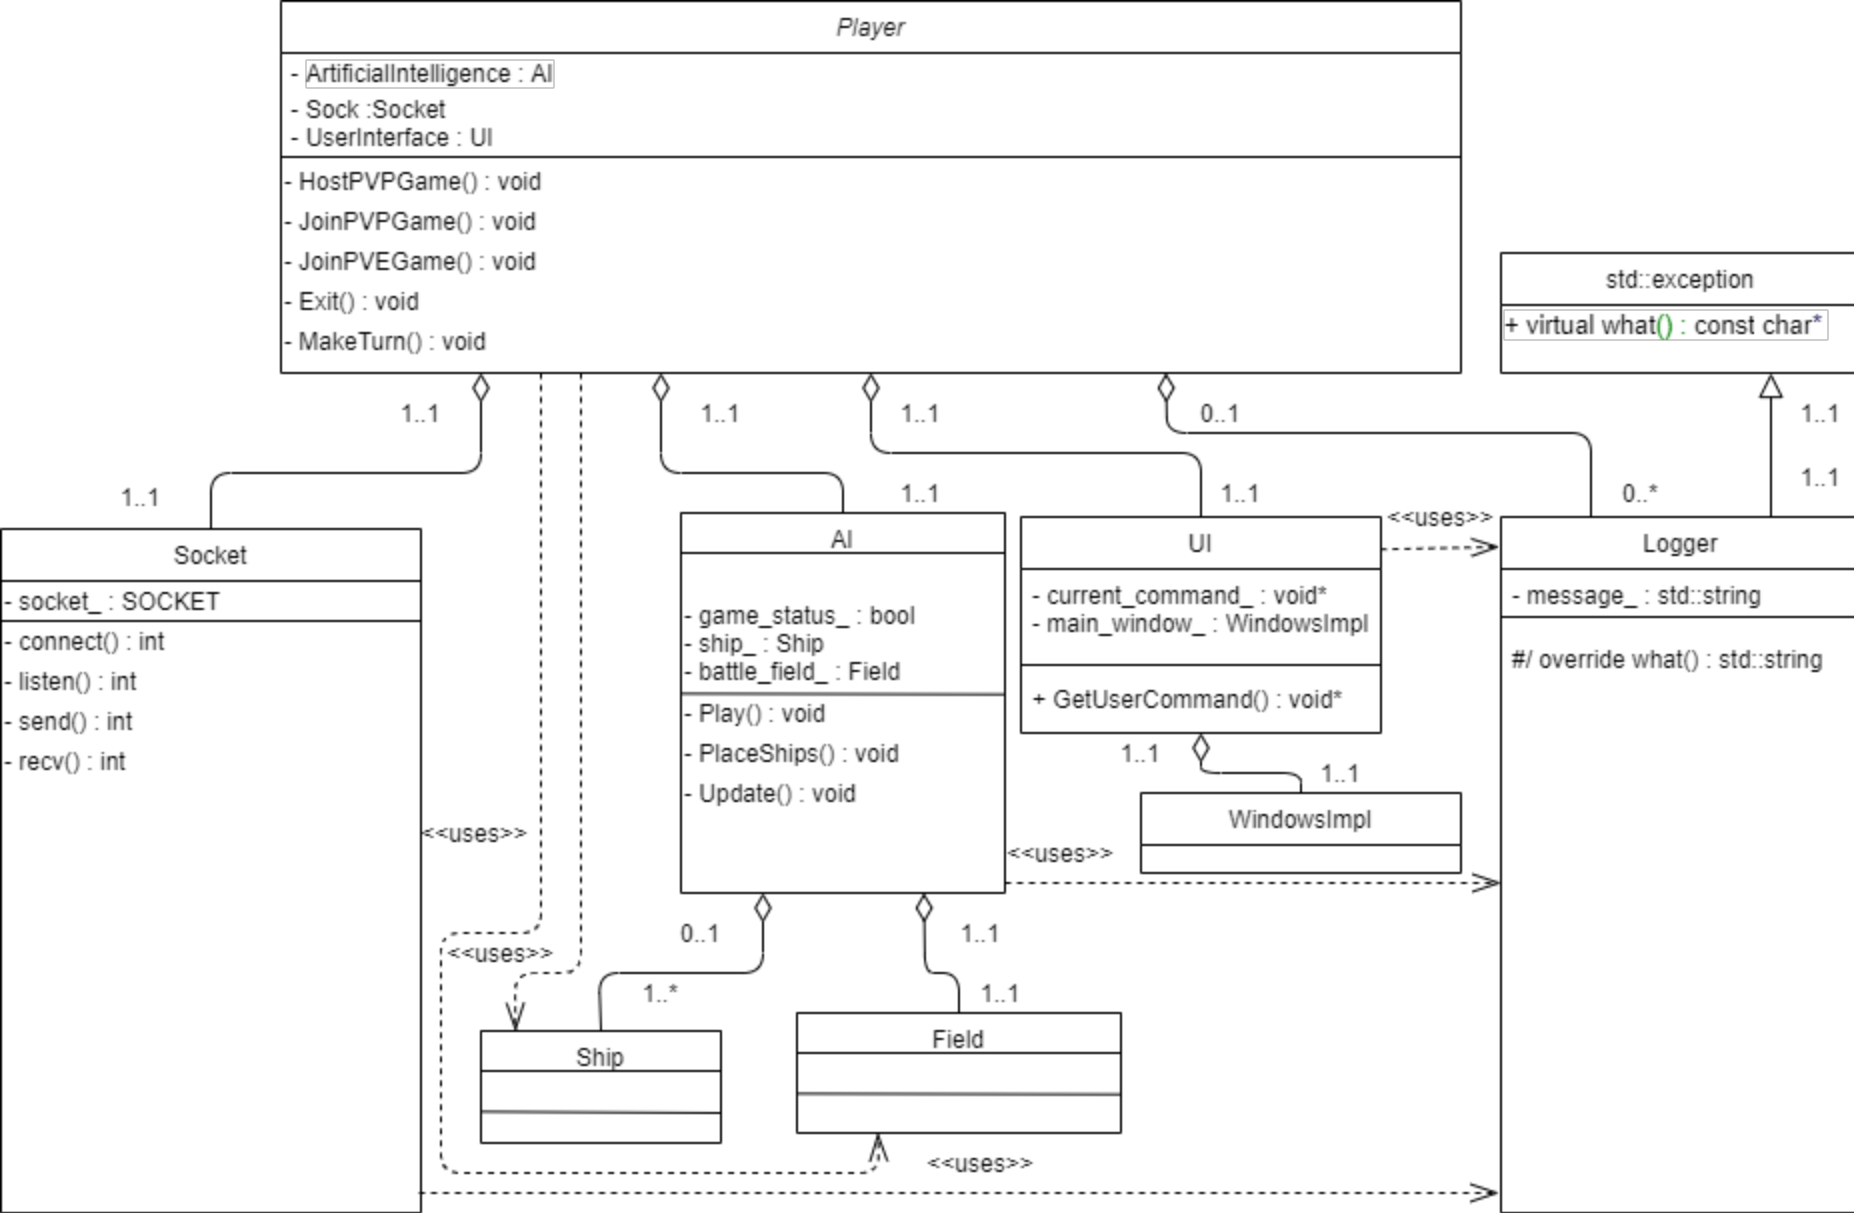 Player
- ArtificialIntelligence : AI
- Sock :Socket
- UserInterface : UI
- HostPVPGame() : void
- JoinPVPGame() : void
- JoinPVEGame() : void
- Exit() : void
- MakeTurn() : void
std::exception
+ virtual what() : const char*
1..1
1..1
1..1
0..1
1..1
1..1
1..1
1..1
0..*
1..1
<<uses>>
Socket
- socket_ : SOCKET
- connect() : int
- listen() : int
- send() : int
- recv() : int
<<uses>>
<<uses>>
AI
- game_status_ : bool
- ship_ : Ship
- battle_field_ : Field
- Play() : void
- PlaceShips() : void
- Update() : void
<<uses>>
UI
- current_command_ : void*
- main_window_ : WindowsImpl
+ GetUserCommand() : void*
1..1
1..1
WindowsImpl
Logger
- message_ : std::string
#/ override what() : std::string
0..1
1..1
1..*
1..1
Ship
Field
<<uses>>